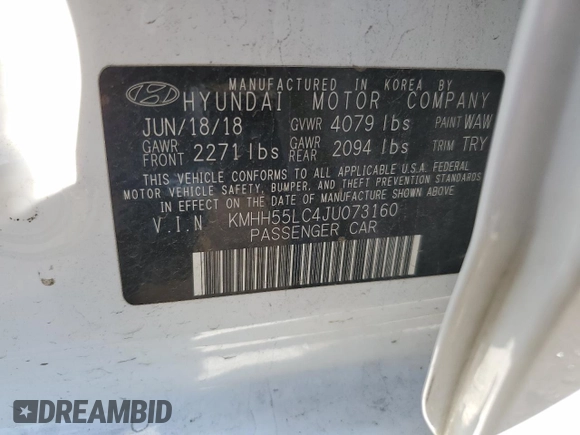 MANUFACTURED IN KOREA BY
HYUNDAI MOTOR COMPANY
JUN/18/18 GVWR 4079 lbs PAINT WAW
GAWR FRONT 2271 lbs GAWR REAR 2094 lbs TRIM TRY
THIS VEHICLE CONFORMS TO ALL APPLICABLE U.S.A. FEDERAL
MOTOR VEHICLE SAFETY, BUMPER, AND THEFT PREVENTION STANDARDS
IN EFFECT ON THE DATE OF MANUFACTURE SHOWN ABOVE
V.I.N KMHH55LC4JU073160
PASSENGER CAR
DREAMBID